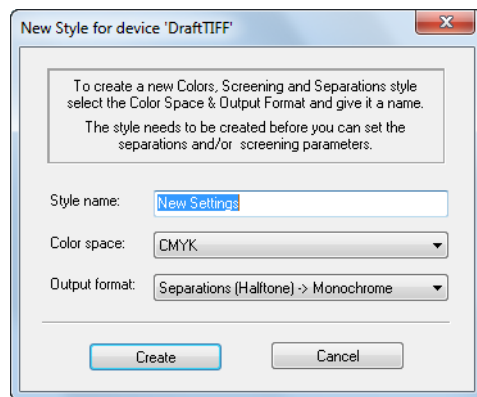 New Style for device 'DraftTIFF'
To create a new Colors, Screening and Separations style
select the Color Space & Output Format and give it a name.
The style needs to be created before you can set the
separations and/or screening parameters.
Style name: New Settings
Color space: CMYK
Output format: Separations (Halftone) -> Monochrome
Create Cancel